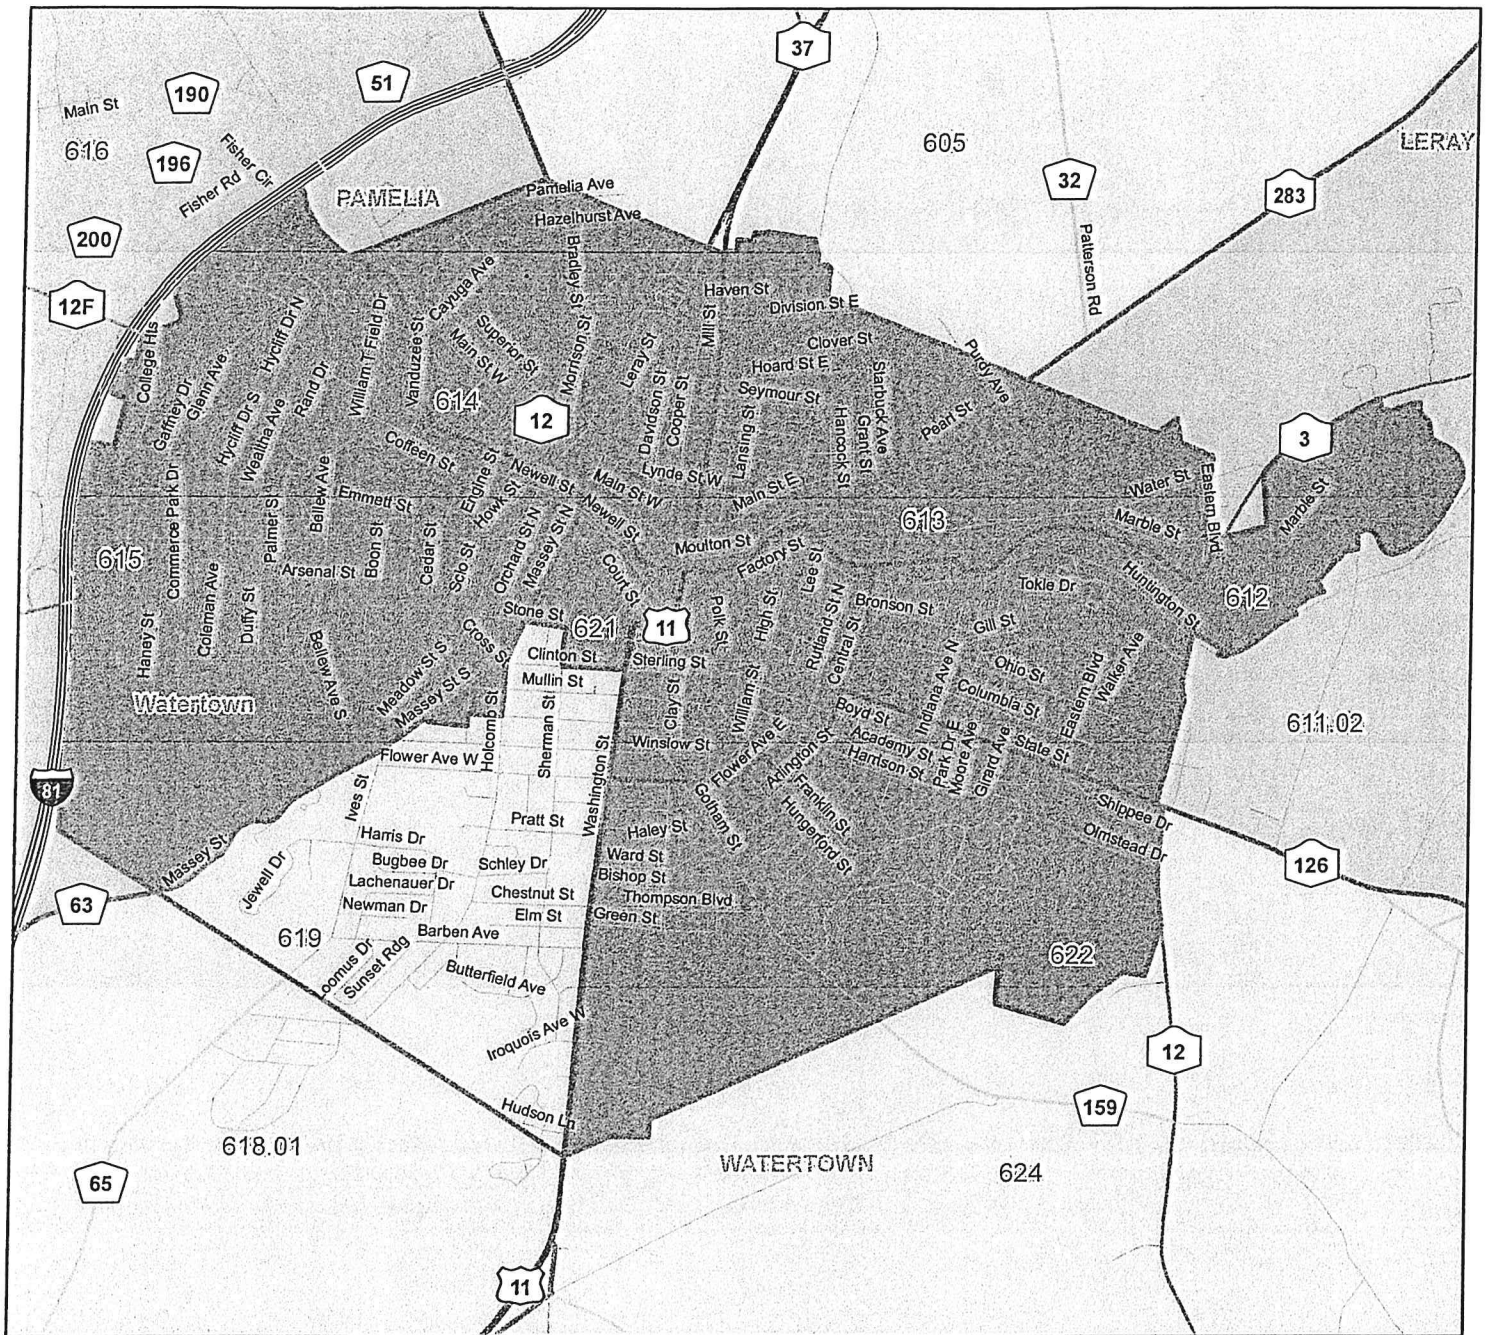 37
51
190
Main St
616
196
Fisher Cir
Fisher Rd
605
LERAY
32
283
PAMELIA
Pamelia Ave
Hazelhurst Ave
200
Patterson Rd
Bradley St
Cayuga Ave
12F
Haven St
Division St E
Mill St
College Hts
Hycliff Dr N
William T Field Dr
Vanduzee St
Superior St
Main St W
Morrison St
Leray St
Clover St
Hoard St E
Purdy Ave
Gaffney Dr
Glenn Ave
Rand Dr
Hycliff Dr S
Wealtha Ave
614
12
Davidson St
Cooper St
Seymour St
Lansing St
Hancock St
Grant St
Starbuck Ave
Pearl St
3
Coffeen St
Engine St
Newell St
Main St W
Lynde St W
Main St E
Water St
Eastern Blvd
Marble St
Commerce Park Dr
Palmer St
Bellew Ave
Emmett St
Howk St
Newell St
613
Marble St
615
Boon St
Cedar St
Scio St
Orchard St N
Massey St N
Moulton St
Factory St
Arsenal St
Court St
Lee St
Tokle Dr
Huntington St
612
Haney St
Coleman Ave
Duffy St
Stone St
621
11
Polk St
High St
Rutland St N
Central St
Bronson St
Gill St
Bellew Ave S
Meadow St S
Massey St S
Cross St
Clinton St
Sterling St
Mullin St
Ohio St
Columbia St
Indiana Ave N
Eastern Blvd
Walker Ave
Watertown
Holcomb St
Sherman St
Clay St
William St
Boyd St
Academy St
Harrison St
611.02
Flower Ave W
Washington St
Winslow St
Flower Ave E
Arlington St
Park Dr E
Moore Ave
Girard Ave
State St
81
Ives St
Pratt St
Gotham St
Franklin St
Hungerford St
Shippee Dr
Olmstead Dr
Massey St
Harris Dr
Haley St
126
Bugbee Dr
Schley Dr
Ward St
Jewell Dr
Lachenauer Dr
Chestnut St
Bishop St
Thompson Blvd
63
Newman Dr
Elm St
Green St
619
Barben Ave
622
Sunset Rdg
Butterfield Ave
Iroquois Ave W
12
Hudson Ln
159
618.01
65
WATERTOWN
624
11